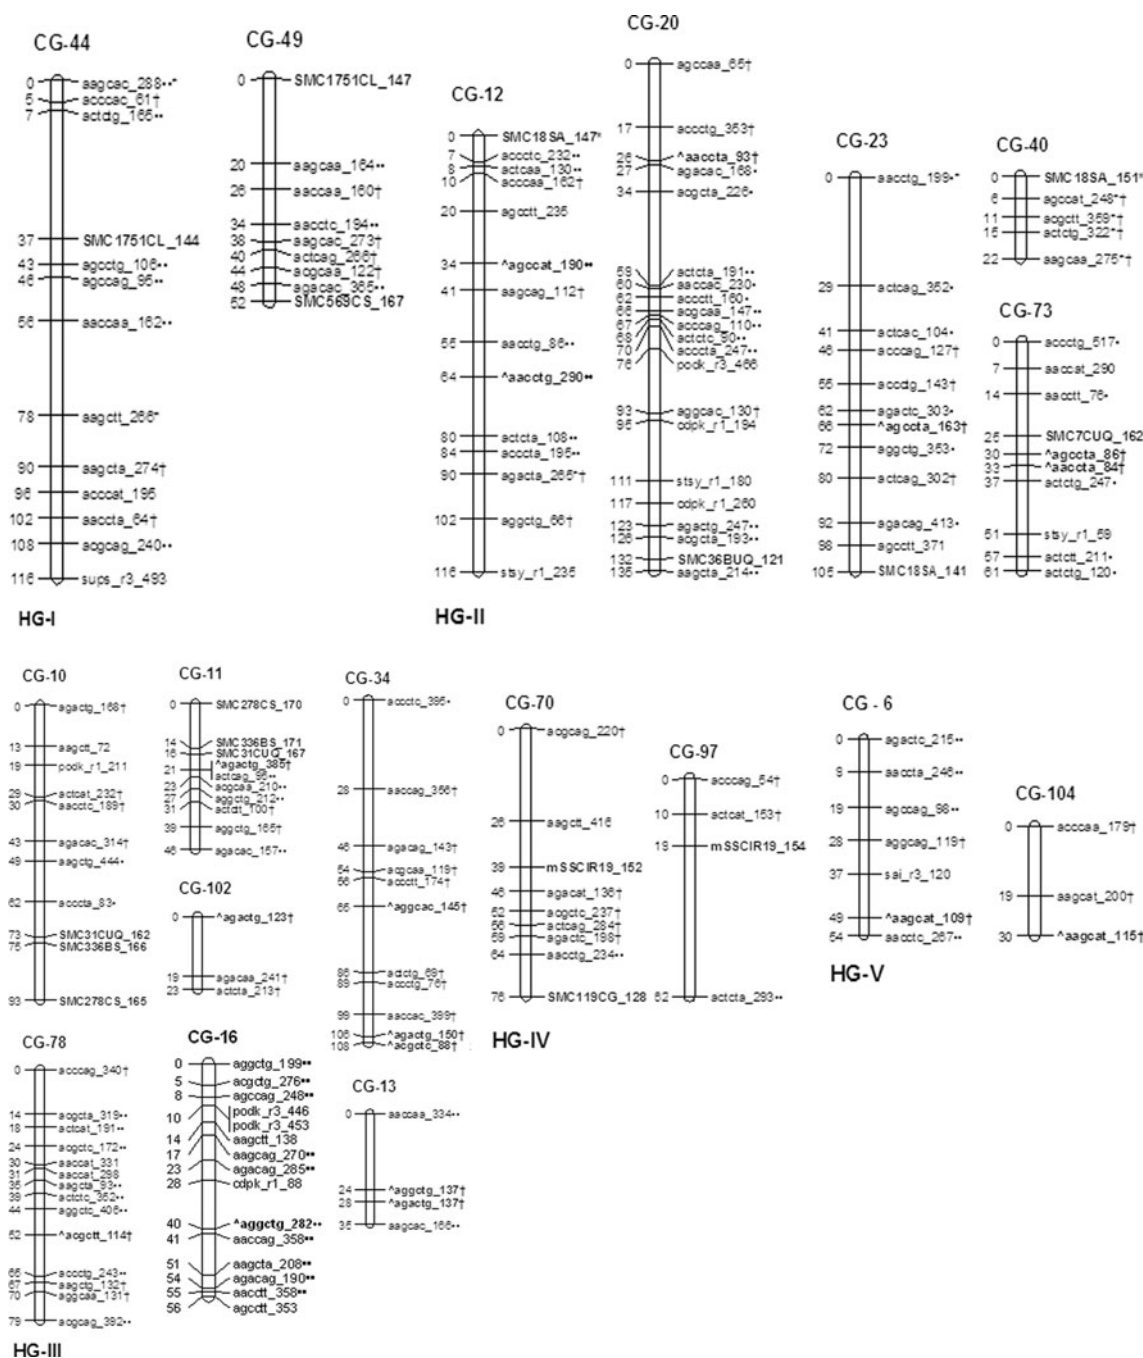 CG-44
0 aagcac_288••*
5 acccac_61†
7 actctg_165••
37 SMC1751CL_144
43 agcctg_106••
46 agccag_95••
56 aaccaa_162••
78 aagctt_266*
90 aagcta_274†
96 acccat_195
102 aaccta_64†
108 acgcag_240••
116 sups_r3_493
CG-49
0 SMC1751CL_147
20 aagcaa_164••
26 aaccaa_160†
34 aacctc_194••
38 aagcac_273†
40 actcag_266†
44 acgcaa_122†
48 agacac_365••
52 SMC569CS_167
HG-I
CG-12
0 SMC18SA_147*
7 accctc_232••
8 actcaa_130••
10 acccaa_162†
20 agcctt_235
34 ^agccat_190••
41 aagcag_112†
55 aacctg_86••
64 ^aacctg_290••
80 actcta_108••
84 acccta_195••
90 agacta_265*†
102 aggctg_66†
116 stsy_r1_235
CG-20
0 agccaa_65†
17 accctg_353†
26 ^aaccta_93†
27 agacac_168•
34 acgcta_226•
59 actcta_191••
60 aaccac_230•
62 accctt_160•
66 acgcaa_147••
67 acccag_110••
68 actctc_90••
70 acccta_247••
76 podk_r3_466
93 aggcac_130†
95 cdpk_r1_194
111 stsy_r1_180
117 cdpk_r1_260
123 agactg_247••
126 acgcta_193••
132 SMC36BUQ_121
135 aagcta_214••
CG-23
0 aacctg_199•*
29 actcag_352•
41 actcac_104•
46 acccag_127†
55 accctg_143†
62 agactc_303•
66 ^agccta_163†
72 aggctg_353•
80 actcag_302†
92 agacag_413•
98 agcctt_371
105 SMC18SA_141
CG-40
0 SMC18SA_151*
6 agccat_248*†
11 acgctt_359*†
15 actctg_322*†
22 aagcaa_275*†
CG-73
0 accctg_517•
7 aaccat_290
14 aacctt_76•
25 SMC7CUQ_162
30 ^agccta_86†
33 ^aaccta_84†
37 actctg_247•
51 stsy_r1_59
57 actctt_211•
61 actctg_120•
HG-II
CG-10
0 agactg_168†
13 aagctt_72
19 podk_r1_211
29 actcat_232†
30 aacctc_189†
43 agacac_314†
49 aagctg_444•
62 acccta_83•
73 SMC31CUQ_162
75 SMC336BS_166
93 SMC278CS_165
CG-11
0 SMC278CS_170
14 SMC336BS_171
16 SMC31CUQ_167
21 ^agactg_385†
actcag_95••
23 acgcaa_210••
27 aggctg_212••
31 actctt_100†
39 aggctg_165†
46 agacac_157••
CG-102
0 ^agactg_123†
19 agacaa_241†
23 actcta_213†
CG-34
0 accctc_395•
28 aaccag_356†
46 agacag_143†
54 acgcaa_119†
56 accctt_174†
65 ^aggcac_145†
86 actctg_69†
89 accctg_76†
99 aaccac_399†
106 ^agactg_150†
108 ^acgctc_88†
CG-70
0 acgcag_220†
26 aagctt_416
39 mSSCIR19_152
46 agacat_136†
52 acgctc_237†
56 actcag_284†
59 agactc_198†
64 aacctg_234••
76 SMC119CG_128
CG-97
0 acccag_54†
10 actcat_153†
19 mSSCIR19_154
62 actcta_293••
HG-IV
CG - 6
0 agactc_215••
9 aaccta_246••
19 agccag_98••
28 aggcag_119†
37 sai_r3_120
49 ^aagcat_109†
54 aacctc_267••
CG-104
0 acccaa_179†
19 aagcat_200†
30 ^aagcat_115†
HG-V
CG-78
0 acccag_340†
14 acgcta_319••
18 actcat_191••
24 acgctc_172••
30 aaccat_331
31 aaccat_298
35 aagcta_93••
39 actctc_352••
44 aggctc_406••
52 ^acgctt_114†
65 accctg_243••
67 aagctg_132†
70 aggcaa_131†
79 acgcag_392••
CG-16
0 aggctg_199••
5 acgctg_276••
8 agccag_248••
10 podk_r3_446
podk_r3_453
14 aagctt_138
17 aagcag_270••
23 agacag_285••
28 cdpk_r1_88
40 ^aggctg_282••
41 aaccag_358••
51 aagcta_208••
54 agacag_190••
55 aacctt_358••
56 agcctt_353
CG-13
0 aaccaa_334••
24 ^aggctg_137†
28 ^agactg_137†
35 aagcac_166••
HG-III